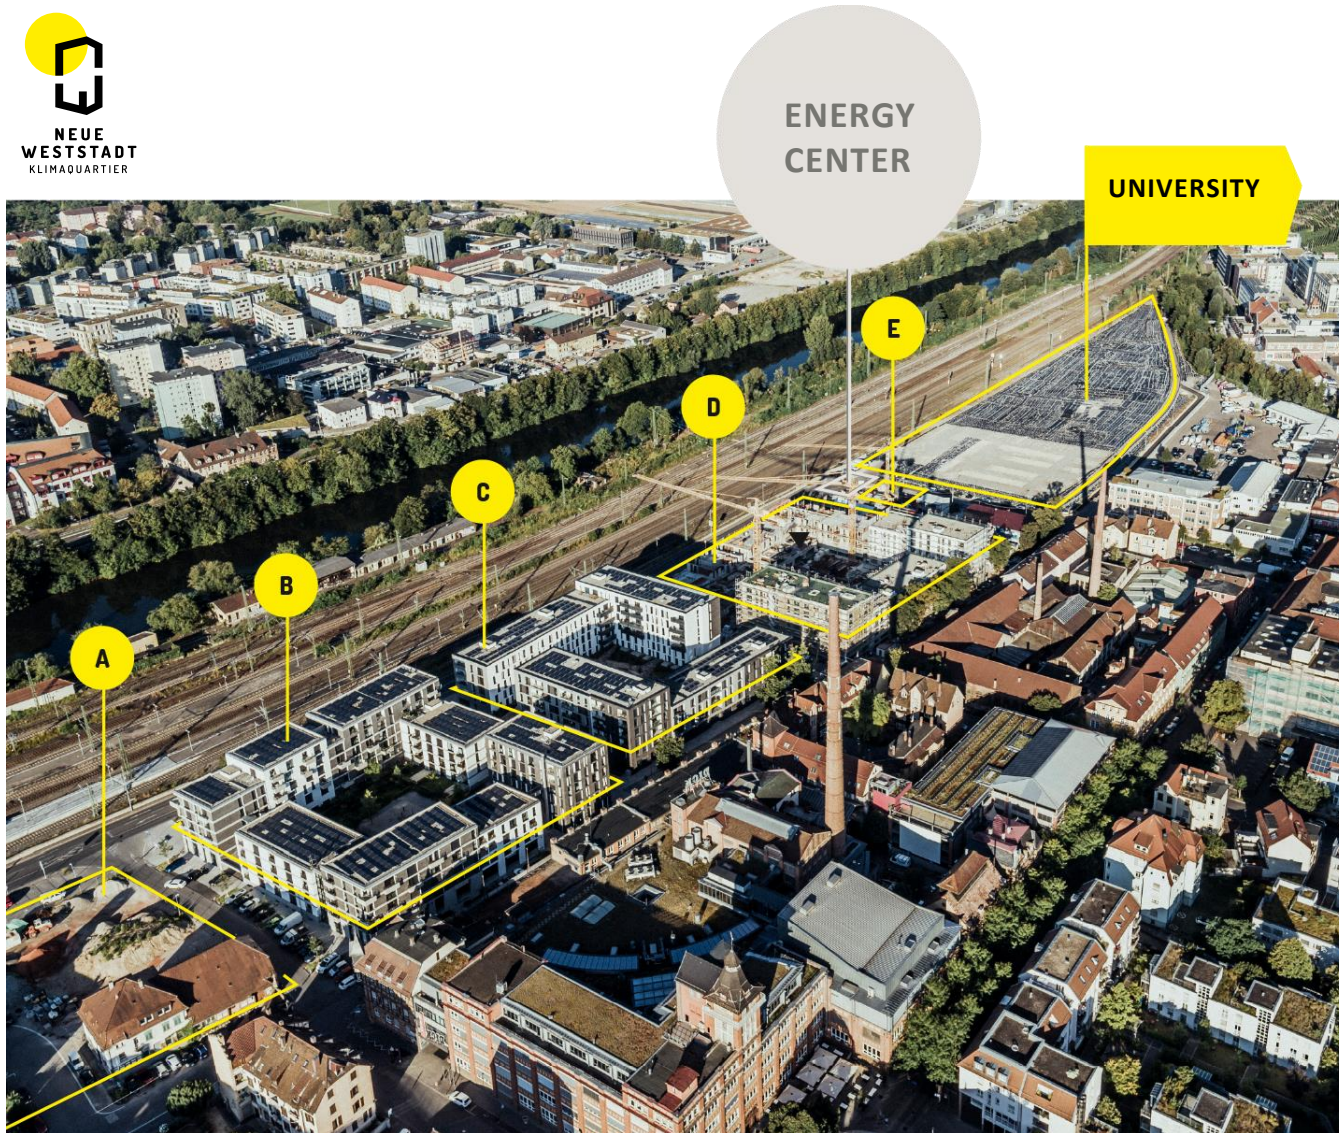 NEUE
WESTSTADT
KLIMAQUARTIER
ENERGY
CENTER
UNIVERSITY
E
D
C
B
A